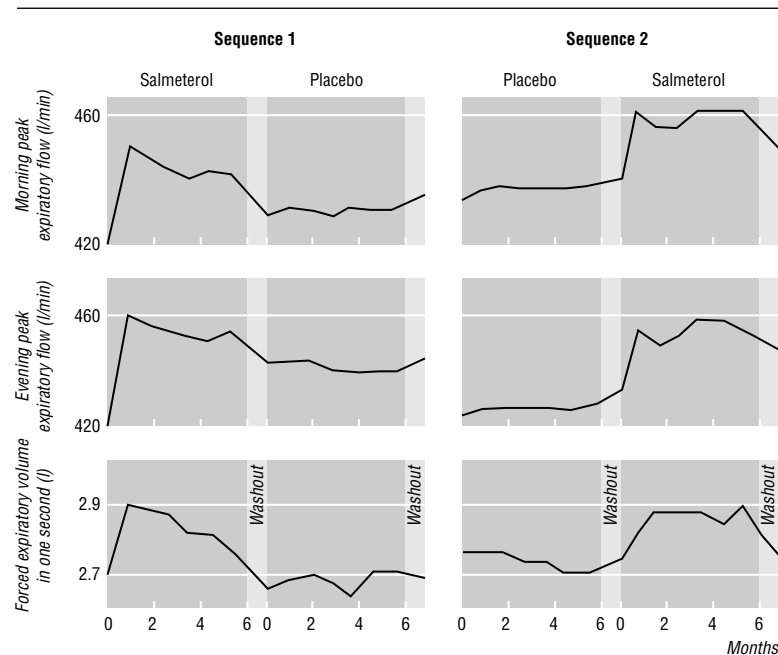 Sequence 1 Sequence 2
Salmeterol Placebo Placebo Salmeterol
Morning peak
expiratory flow (l/min)
460
420
Evening peak
expiratory flow (l/min)
460
420
Forced expiratory volume
in one second (l)
2.9
2.7
Washout Washout Washout Washout
0 2 4 6 0 2 4 6 0 2 4 6 0 2 4 6
Months